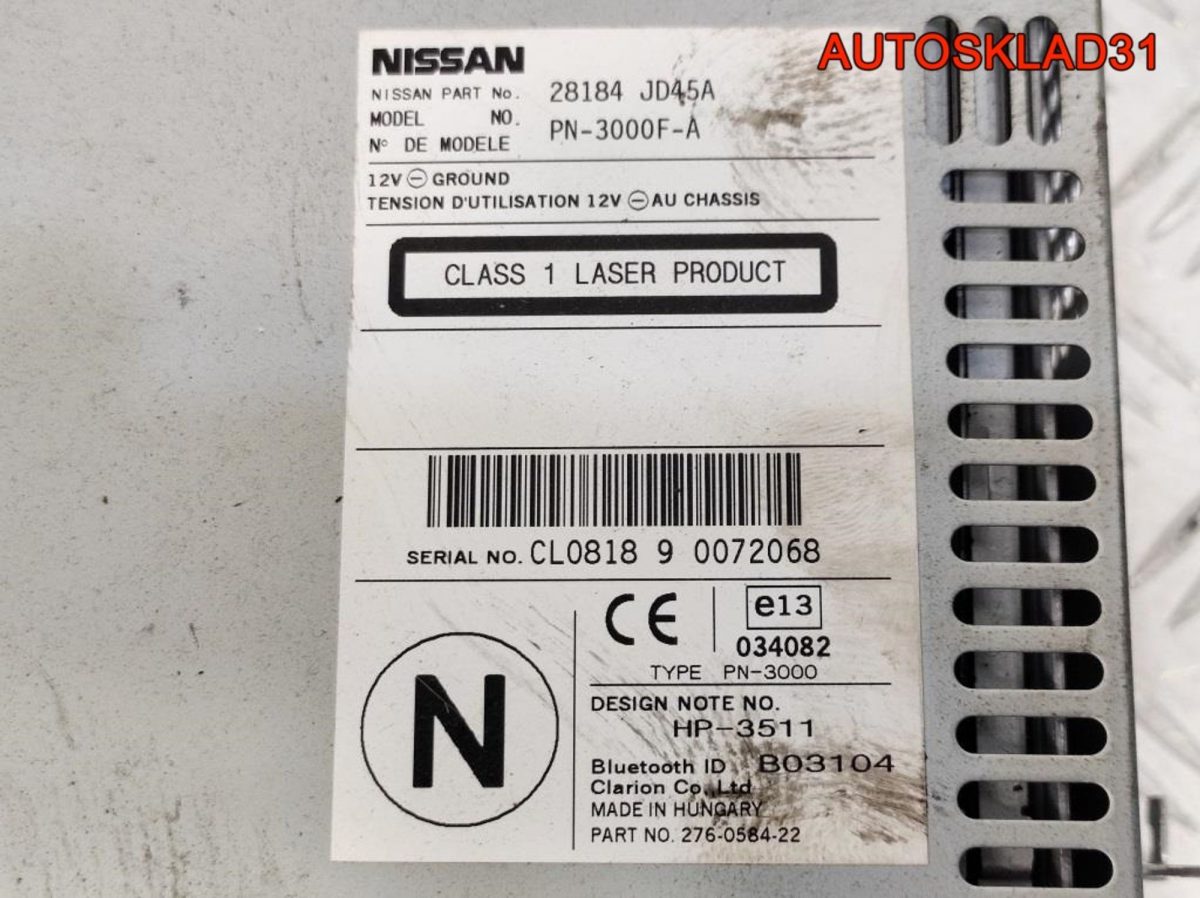 AUTOSKLAD31
NISSAN
NISSAN PART No. 28184 JD45A
MODEL NO. PN-3000F-A
N° DE MODELE
12V ⊖ GROUND
TENSION D'UTILISATION 12V ⊖ AU CHASSIS
CLASS 1 LASER PRODUCT
SERIAL NO. CL0818 9 0072068
CE e13
034082
TYPE PN-3000
N
DESIGN NOTE NO.
HP-3511
Bluetooth ID B03104
Clarion Co., Ltd
MADE IN HUNGARY
PART NO. 276-0584-22